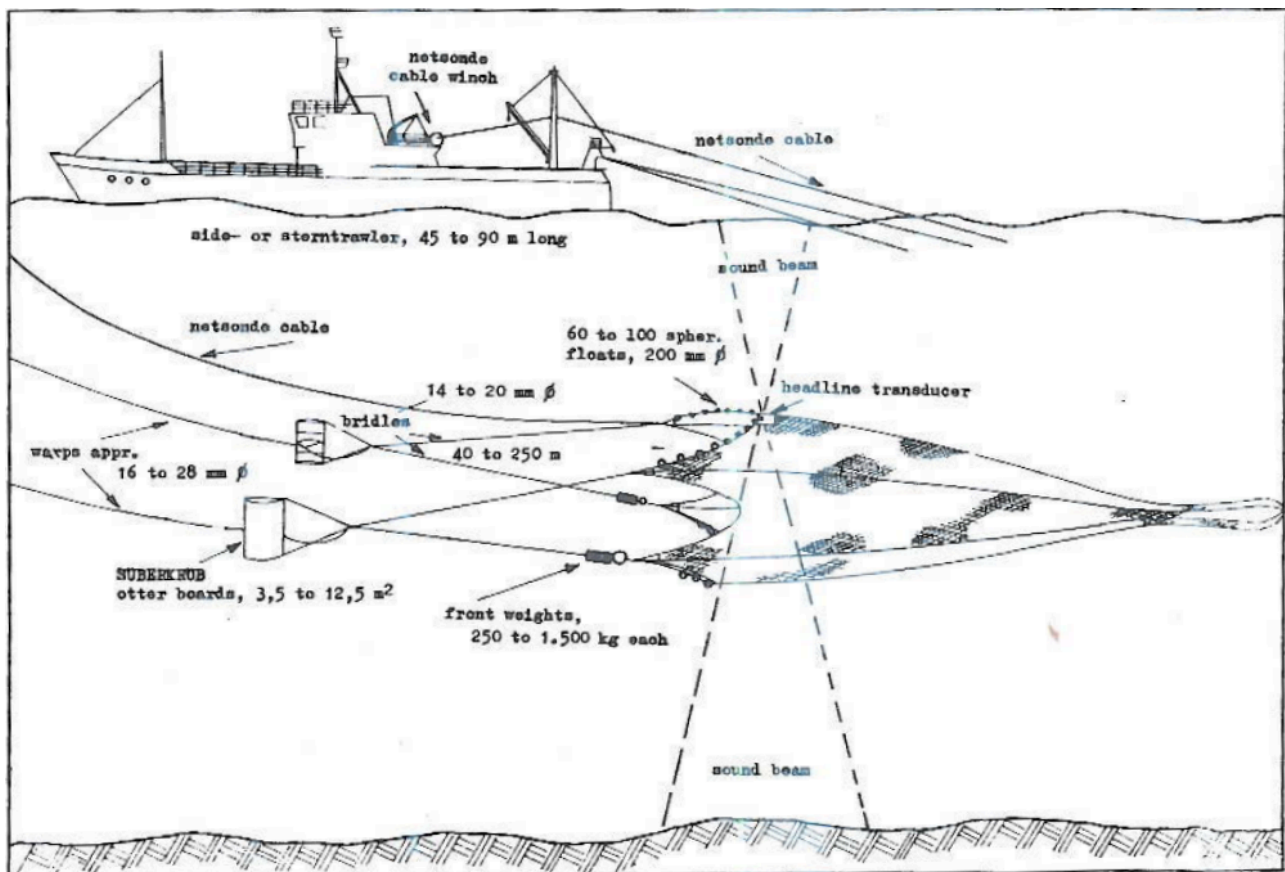 netsonde
cable winch
netsonde cable
side- or sterntrawler, 45 to 90 m long
sound beam
netsonde cable
60 to 100 spher.
floats, 200 mm ø
headline transducer
14 to 20 mm ø
bridles
40 to 250 m
warps appr.
16 to 28 mm ø
SÜBERKRÜB
otter boards, 3,5 to 12,5 m²
front weights,
250 to 1.500 kg each
sound beam